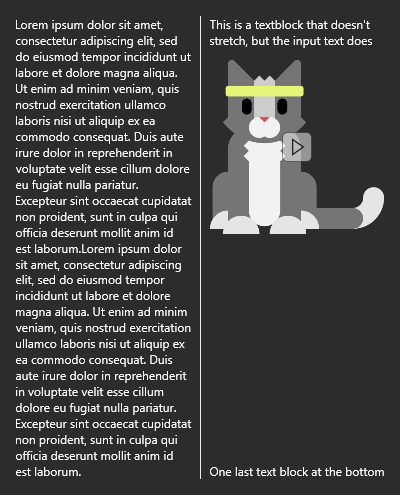 Lorem ipsum dolor sit amet,
consectetur adipiscing elit, sed
do eiusmod tempor incididunt ut
labore et dolore magna aliqua.
Ut enim ad minim veniam, quis
nostrud exercitation ullamco
laboris nisi ut aliquip ex ea
commodo consequat. Duis aute
irure dolor in reprehenderit in
voluptate velit esse cillum dolore
eu fugiat nulla pariatur.
Excepteur sint occaecat cupidatat
non proident, sunt in culpa qui
officia deserunt mollit anim id
est laborum.Lorem ipsum dolor
sit amet, consectetur adipiscing
elit, sed do eiusmod tempor
incididunt ut labore et dolore
magna aliqua. Ut enim ad minim
veniam, quis nostrud exercitation
ullamco laboris nisi ut aliquip ex
ea commodo consequat. Duis
aute irure dolor in reprehenderit
in voluptate velit esse cillum
dolore eu fugiat nulla pariatur.
Excepteur sint occaecat cupidatat
non proident, sunt in culpa qui
officia deserunt mollit anim id
est laborum.
This is a textblock that doesn't
stretch, but the input text does
One last text block at the bottom